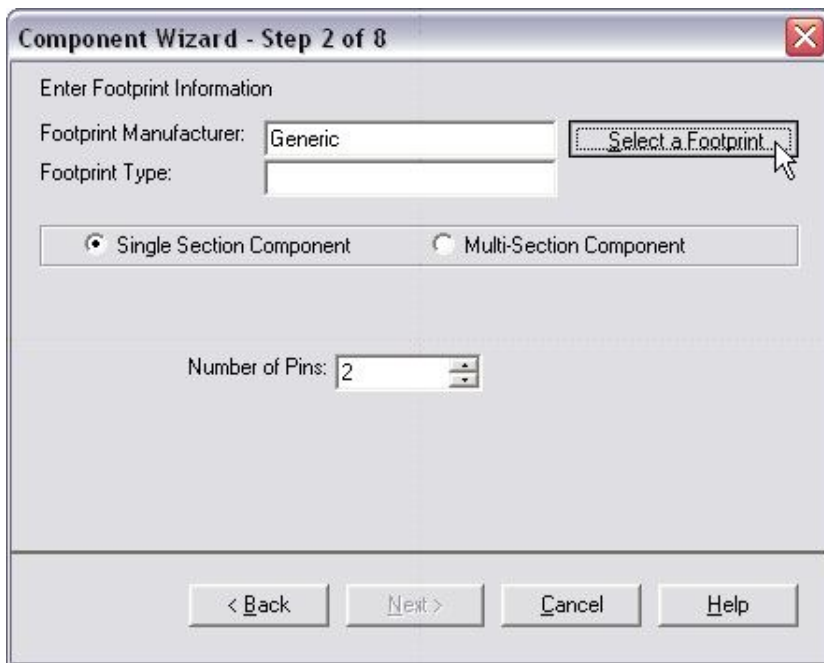 Component Wizard - Step 2 of 8
Enter Footprint Information
Footprint Manufacturer: Generic Select a Footprint
Footprint Type:
Single Section Component Multi-Section Component
Number of Pins: 2
< Back Next > Cancel Help